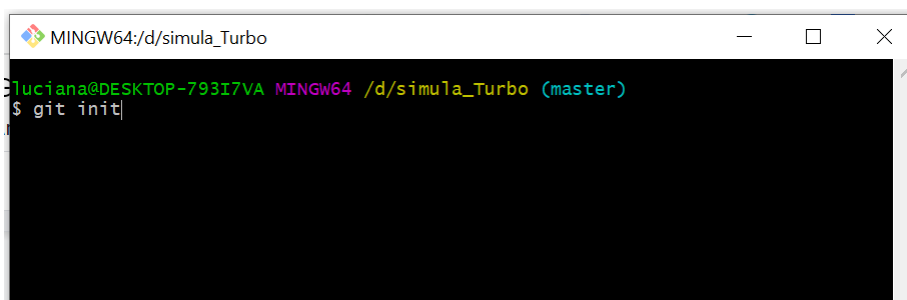 MINGW64:/d/simula_Turbo
luciana@DESKTOP-793I7VA MINGW64 /d/simula_Turbo (master)
$ git init